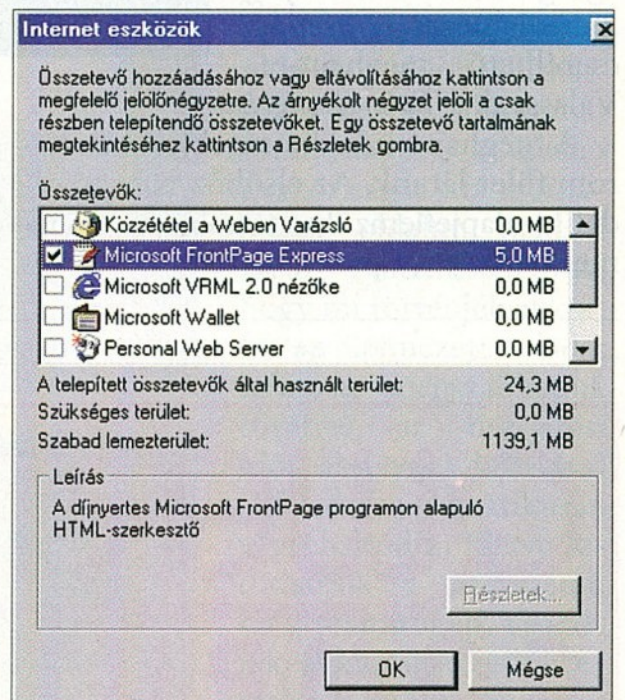 Internet eszközök
Összetevő hozzáadásához vagy eltávolításához kattintson a
megfelelő jelölőnégyzetre. Az árnyékolt négyzet jelöli a csak
részben telepítendő összetevőket. Egy összetevő tartalmának
megtekintéséhez kattintson a Részletek gombra.
Összetevők:
Közzététel a Weben Varázsló 0,0 MB
Microsoft FrontPage Express 5,0 MB
Microsoft VRML 2.0 nézőke 0,0 MB
Microsoft Wallet 0,0 MB
Personal Web Server 0,0 MB
A telepített összetevők által használt terület: 24,3 MB
Szükséges terület: 0,0 MB
Szabad lemezterület: 1139,1 MB
Leírás
A díjnyertes Microsoft FrontPage programon alapuló
HTML-szerkesztő
Részletek...
OK Mégse